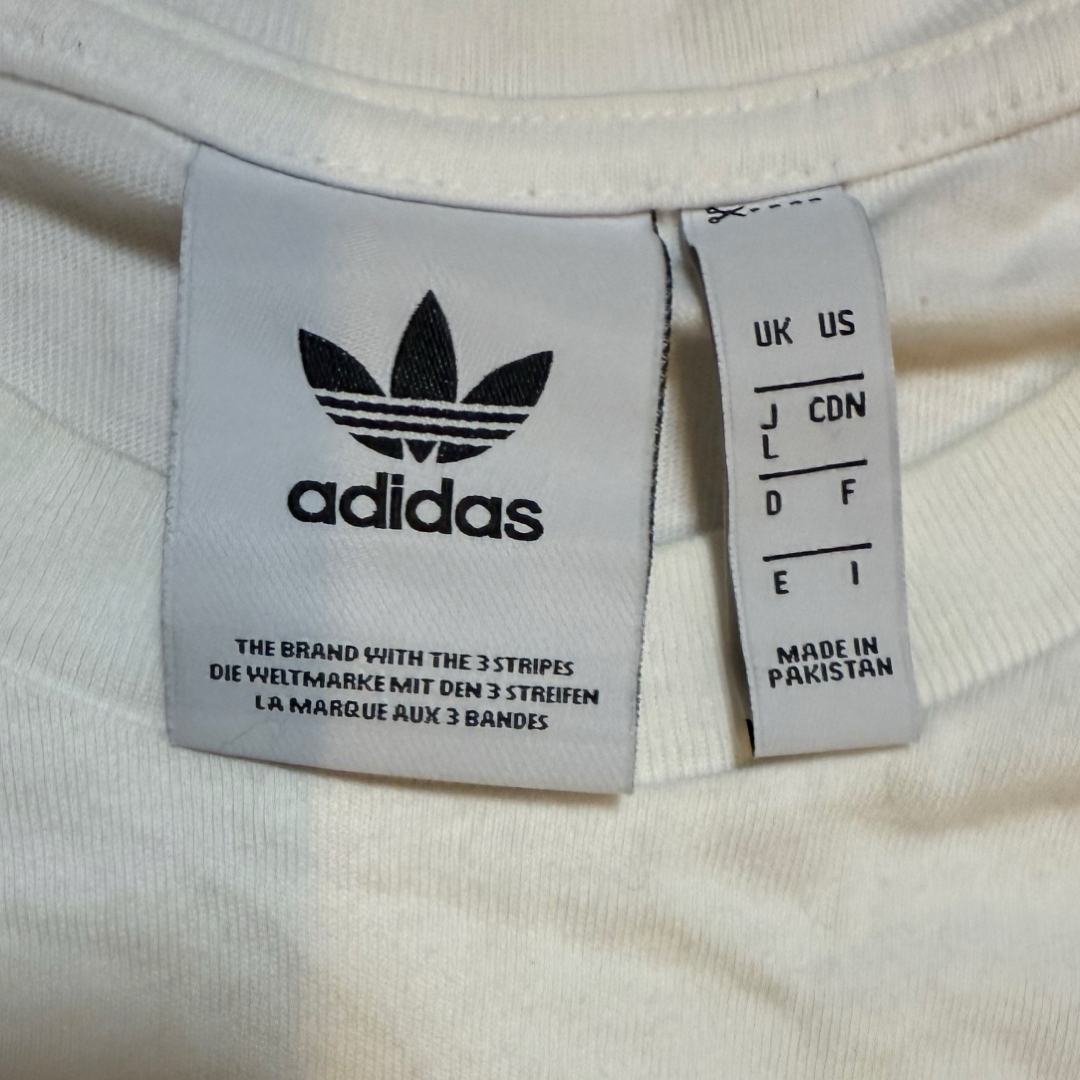 adidas
THE BRAND WITH THE 3 STRIPES
DIE WELTMARKE MIT DEN 3 STREIFEN
LA MARQUE AUX 3 BANDES
UK US
J CDN
L
D F
E I
MADE IN
PAKISTAN